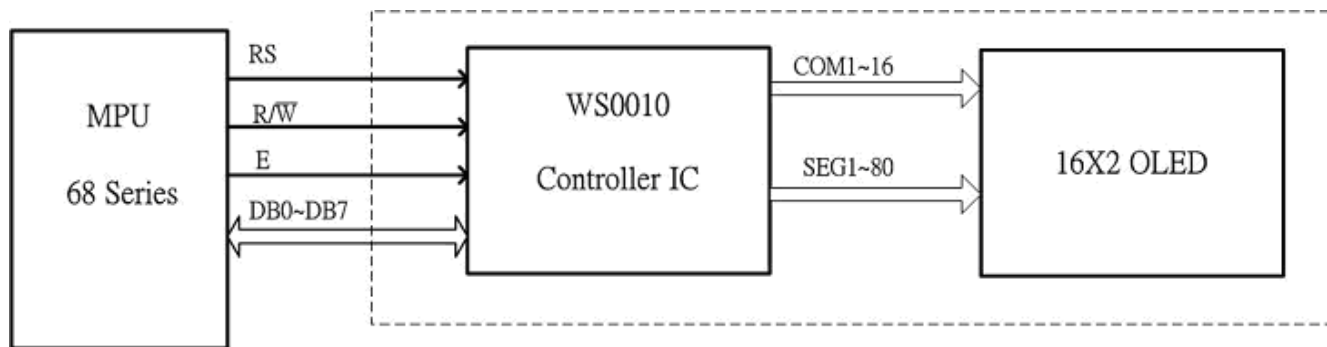 MPU
68 Series
RS
R/W̅
E
DB0~DB7
WS0010
Controller IC
COM1~16
SEG1~80
16X2 OLED